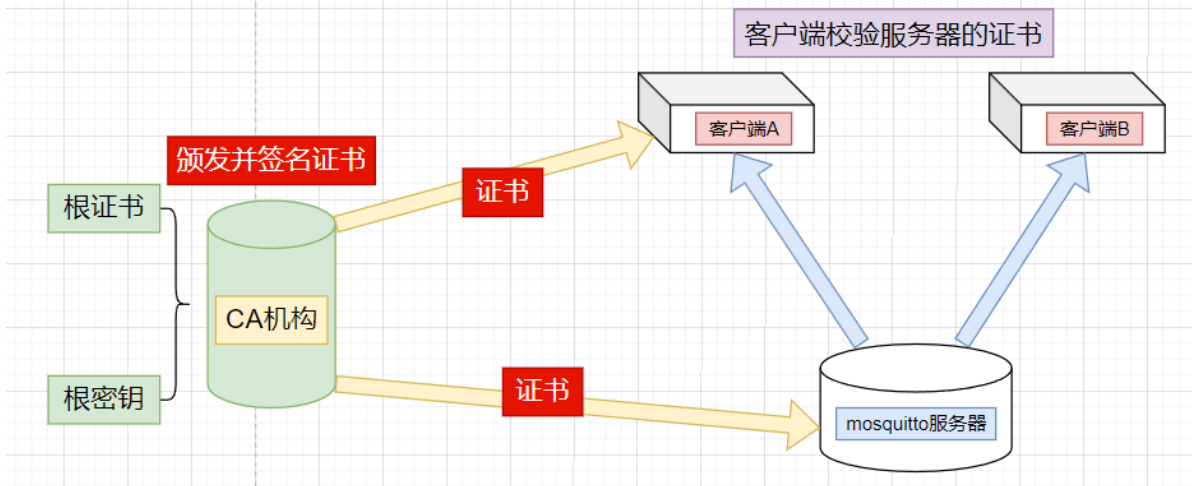 客户端校验服务器的证书
客户端A
客户端B
颁发并签名证书
证书
根证书
CA机构
根密钥
证书
mosquitto服务器